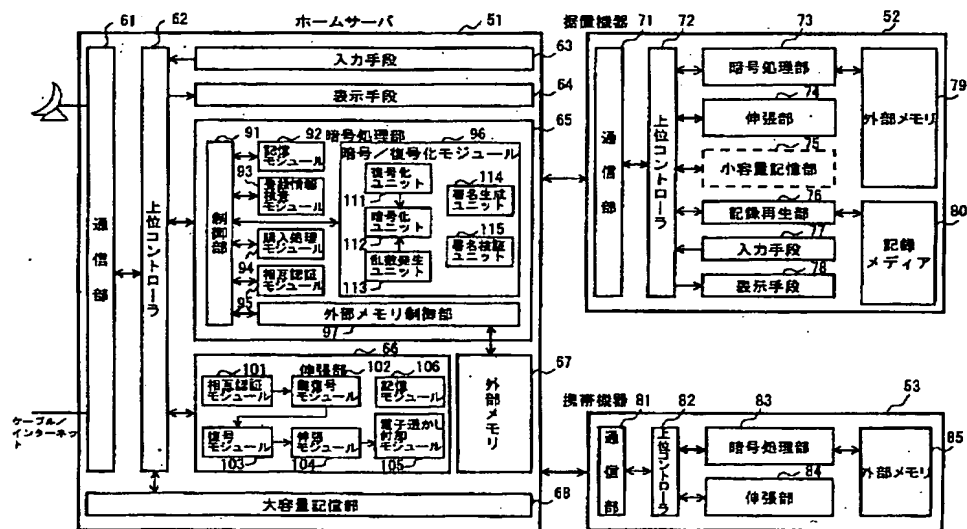 ホームサーバ
51
61
62
通信部
上位コントローラ
入力手段
63
表示手段
64
65
暗号処理部
91
制御部
92
記憶モジュール
93
登録情報検査モジュール
購入処理モジュール
94
相互認証モジュール
95
96
暗号/復号化モジュール
復号化ユニット
111
暗号化ユニット
112
乱数発生ユニット
113
114
署名生成ユニット
115
署名検証ユニット
外部メモリ制御部
97
66
伸張部
101
相互認証モジュール
102
鍵復号モジュール
106
記憶モジュール
復号モジュール
103
伸張モジュール
104
電子透かし付加モジュール
105
67
外部メモリ
大容量記憶部
68
ケーブル/
インターネット
据置機器
52
71
通信部
72
上位コントローラ
73
暗号処理部
74
伸張部
75
小容量記憶部
76
記録再生部
77
入力手段
78
表示手段
外部メモリ
79
記録メディア
80
携帯機器
53
81
通信部
82
上位コントローラ
83
暗号処理部
84
伸張部
外部メモリ
85